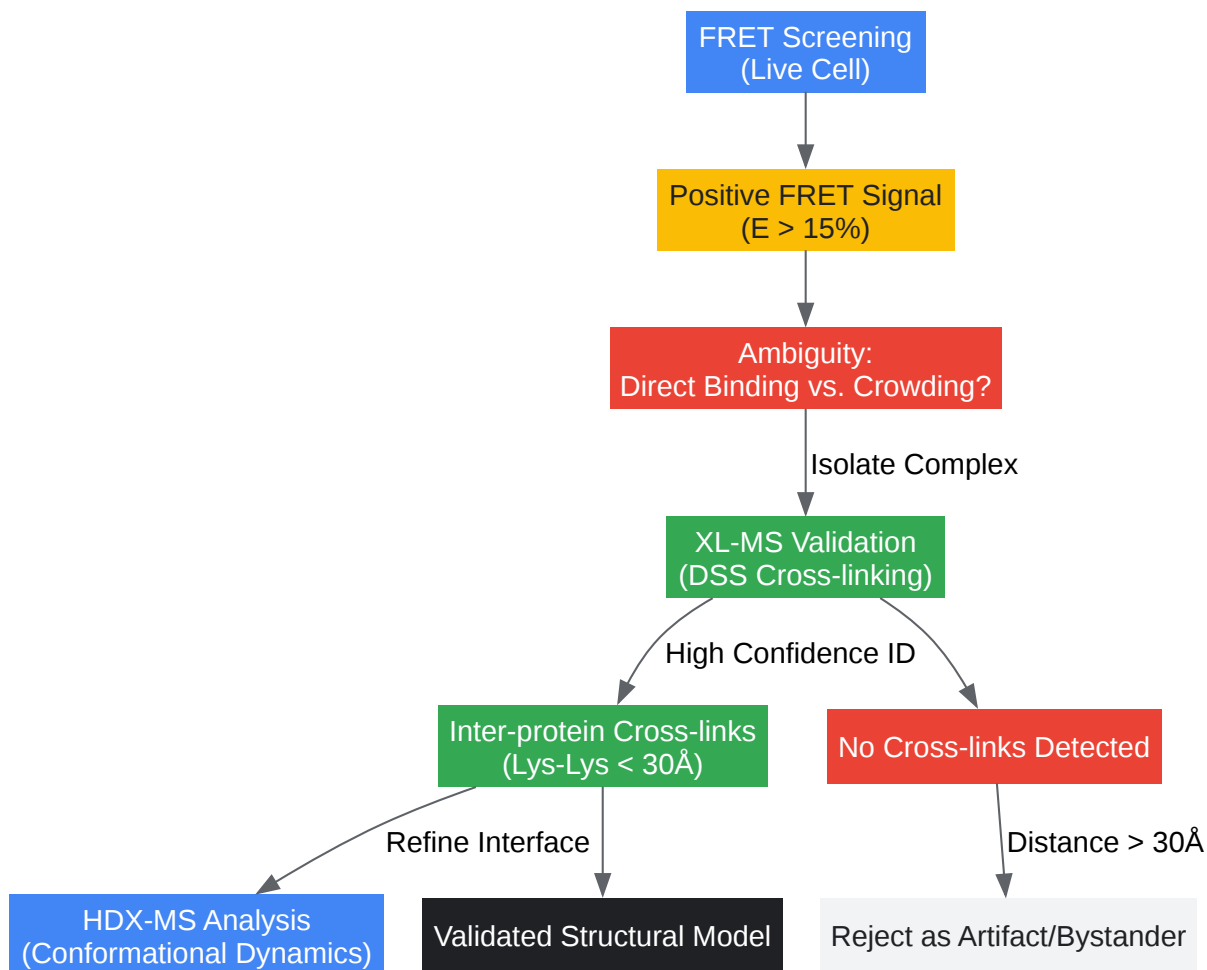 FRET Screening
(Live Cell)
Positive FRET Signal
(E > 15%)
Ambiguity:
Direct Binding vs. Crowding?
Isolate Complex
XL-MS Validation
(DSS Cross-linking)
High Confidence ID
Inter-protein Cross-links
(Lys-Lys < 30Å)
No Cross-links Detected
Refine Interface
Distance > 30Å
HDX-MS Analysis
(Conformational Dynamics)
Validated Structural Model
Reject as Artifact/Bystander